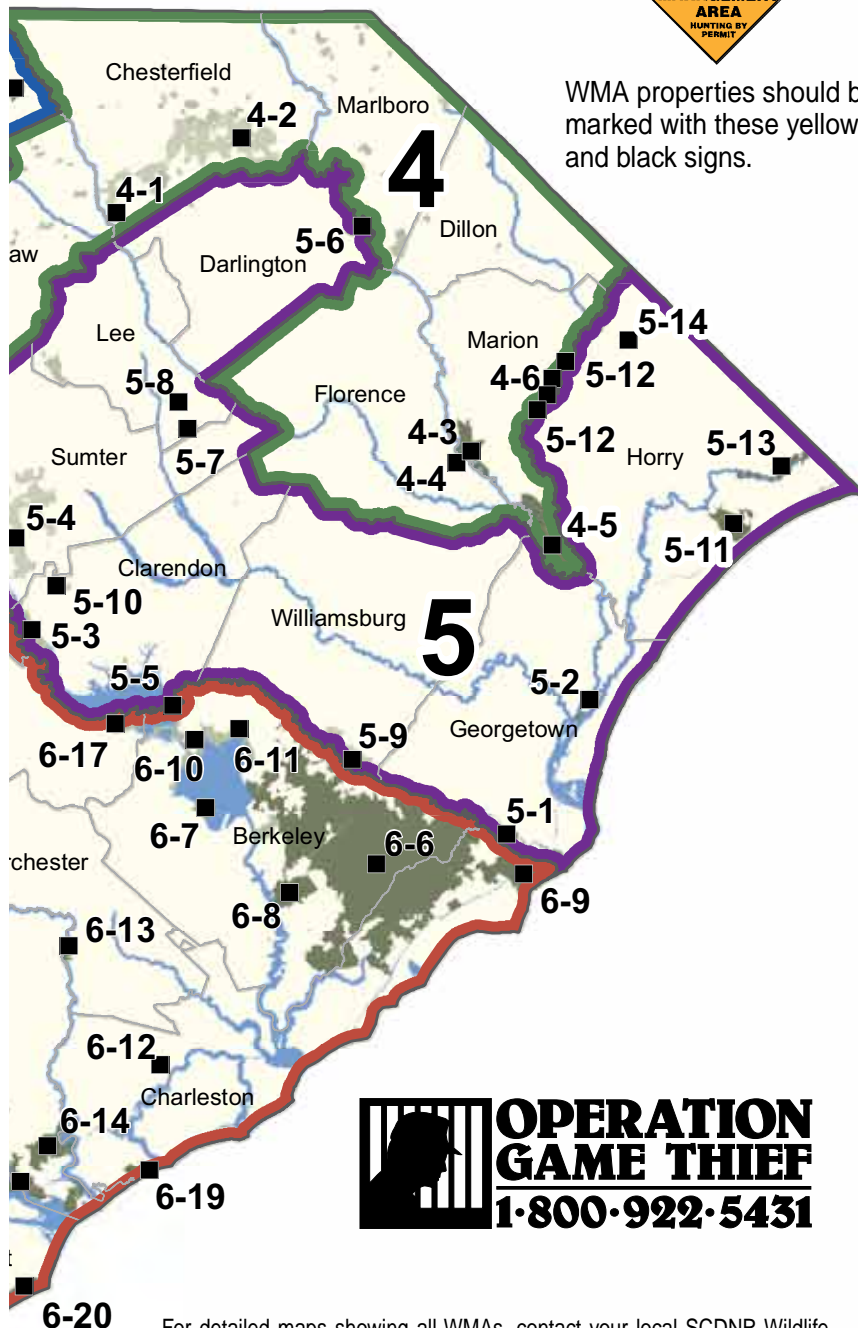 AREA
HUNTING BY
PERMIT
WMA properties should b
marked with these yellow
and black signs.
Chesterfield
Marlboro
4-2
4
4-1
5-6
Dillon
aw
Darlington
5-14
Lee
Marion
5-8
4-6
5-12
Florence
4-3
5-12
5-13
Sumter
5-7
4-4
Horry
5-4
4-5
5-11
Clarendon
5-10
Williamsburg
5
5-3
5-5
5-2
Georgetown
6-17
6-10
6-11
5-9
6-7
Berkeley
5-1
6-6
rchester
6-8
6-9
6-13
6-12
Charleston
6-14
6-19
OPERATION
GAME THIEF
1·800·922·5431
t
6-20
For detailed maps showing all WMAs, contact your local SCDNR Wildlife